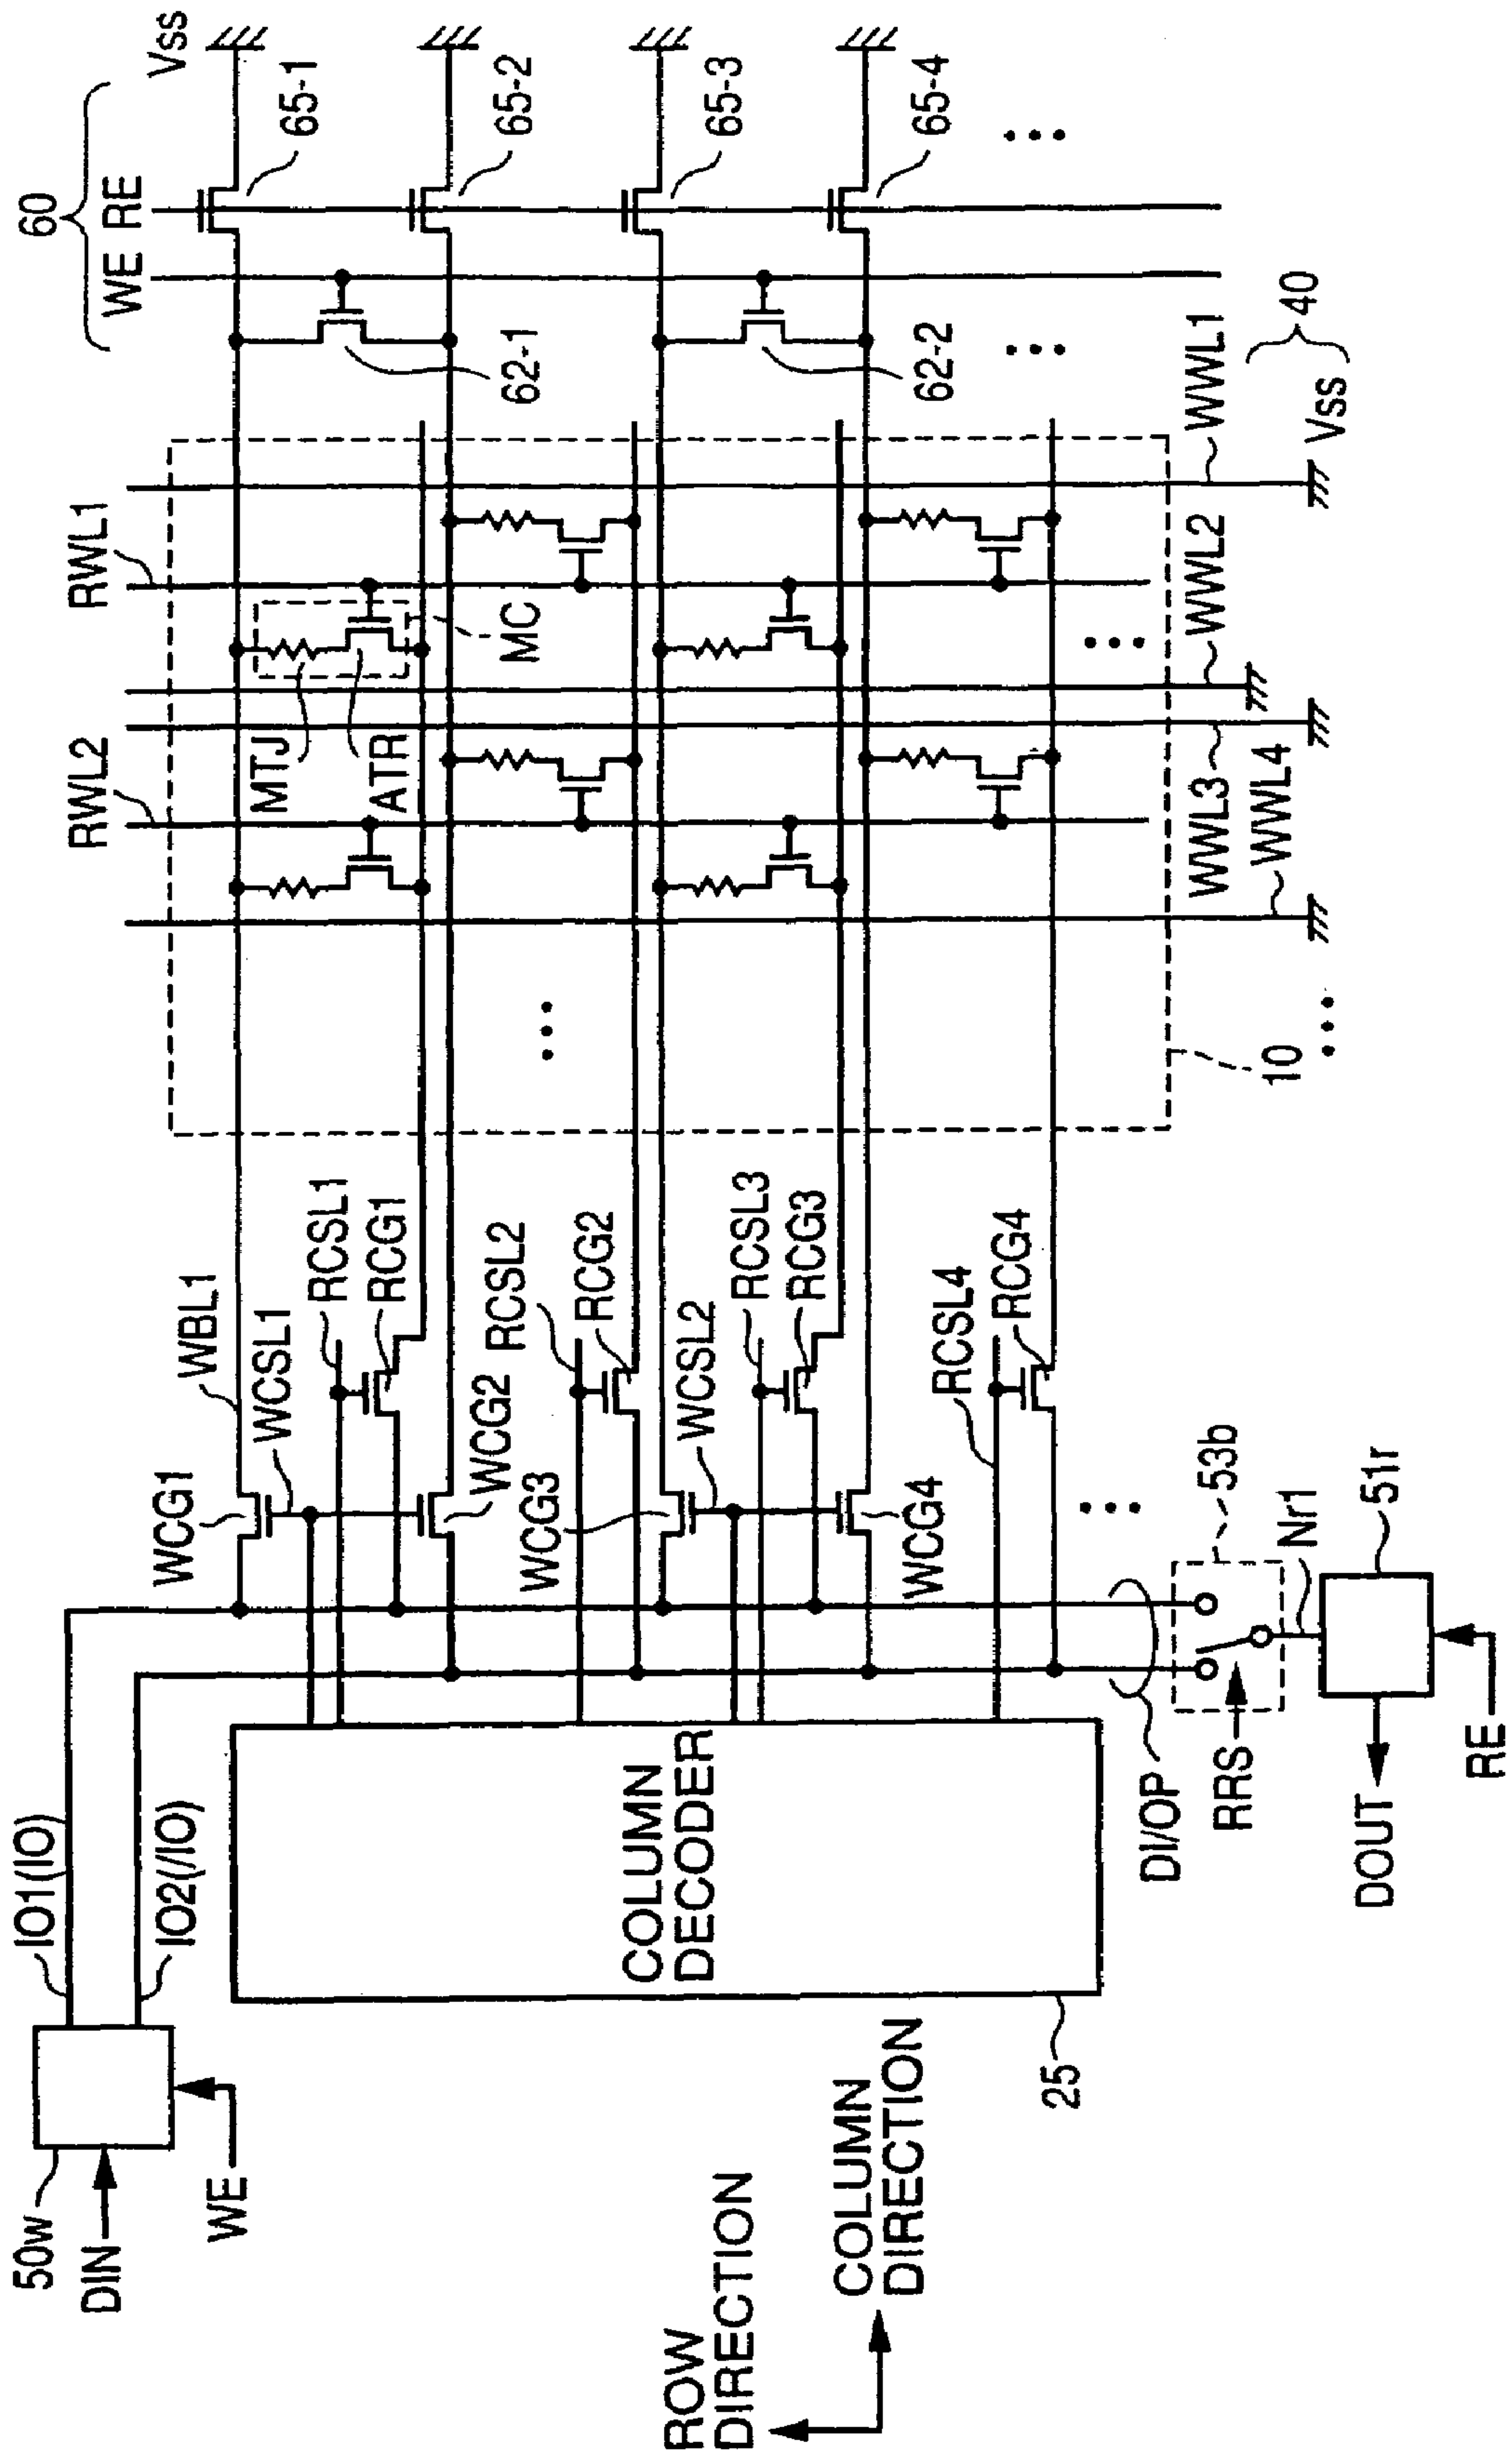 60
WE
RE
Vss
65-1
65-2
65-3
65-4
62-1
62-2
RWL1
RWL2
MC
MTJ
ATR
WWL1
WWL2
WWL3
WWL4
40
Vss
10
WBL1
WCSL1
RCSL1
RCG1
WCG1
WCG2
RCSL2
RCG2
WCG3
WCSL2
RCSL3
RCG3
WCG4
RCSL4
RCG4
IO1(IO)
IO2(/IO)
50w
DIN
WE
COLUMN
DECODER
25
DI/OP
53b
RRS
Nr1
51r
DOUT
RE
ROW
DIRECTION
COLUMN
DIRECTION